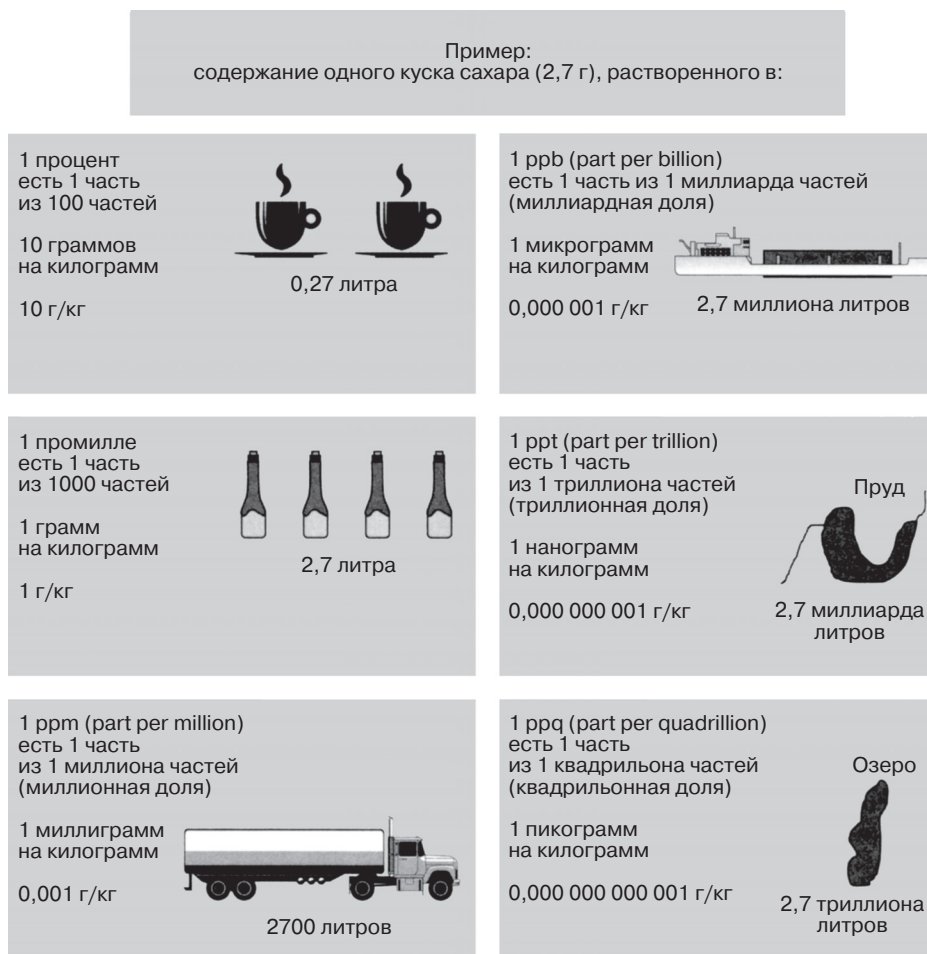 Пример:
содержание одного куска сахара (2,7 г), растворенного в:
1 процент
есть 1 часть
из 100 частей
10 граммов
на килограмм
10 г/кг
0,27 литра
1 промилле
есть 1 часть
из 1000 частей
1 грамм
на килограмм
1 г/кг
2,7 литра
1 ppm (part per million)
есть 1 часть
из 1 миллиона частей
(миллионная доля)
1 миллиграмм
на килограмм
0,001 г/кг
2700 литров
1 ppb (part per billion)
есть 1 часть из 1 миллиарда частей
(миллиардная доля)
1 микрограмм
на килограмм
0,000 001 г/кг
2,7 миллиона литров
1 ppt (part per trillion)
есть 1 часть
из 1 триллиона частей
(триллионная доля)
1 нанограмм
на килограмм
0,000 000 001 г/кг
Пруд
2,7 миллиарда
литров
1 ppq (part per quadrillion)
есть 1 часть
из 1 квадрильона частей
(квадрильонная доля)
1 пикограмм
на килограмм
0,000 000 000 001 г/кг
Озеро
2,7 триллиона
литров